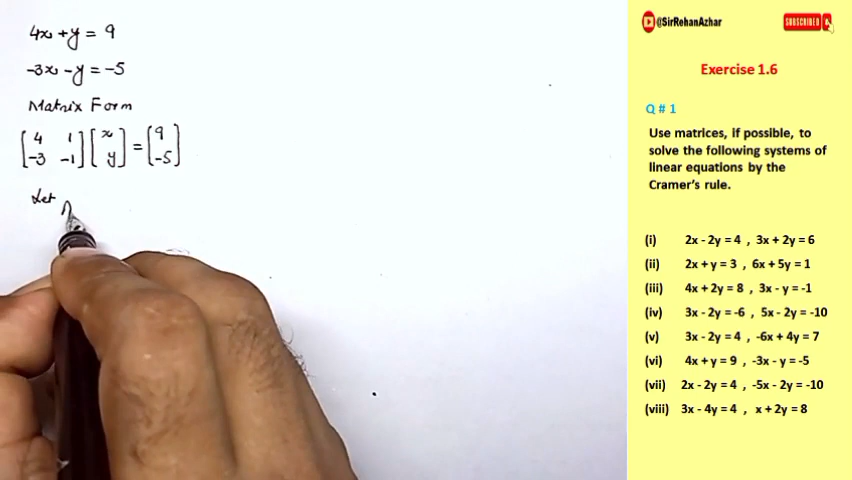 4x + y = 9
-3x - y = -5
Matrix Form
[4 1
-3 -1] [x
y] = [9
-5]
Let
@SirRehanAzhar
SUBSCRIBED
Exercise 1.6
Q # 1
Use matrices, if possible, to
solve the following systems of
linear equations by the
Cramer's rule.
(i) 2x - 2y = 4 , 3x + 2y = 6
(ii) 2x + y = 3 , 6x + 5y = 1
(iii) 4x + 2y = 8 , 3x - y = -1
(iv) 3x - 2y = -6 , 5x - 2y = -10
(v) 3x - 2y = 4 , -6x + 4y = 7
(vi) 4x + y = 9 , -3x - y = -5
(vii) 2x - 2y = 4 , -5x - 2y = -10
(viii) 3x - 4y = 4 , x + 2y = 8